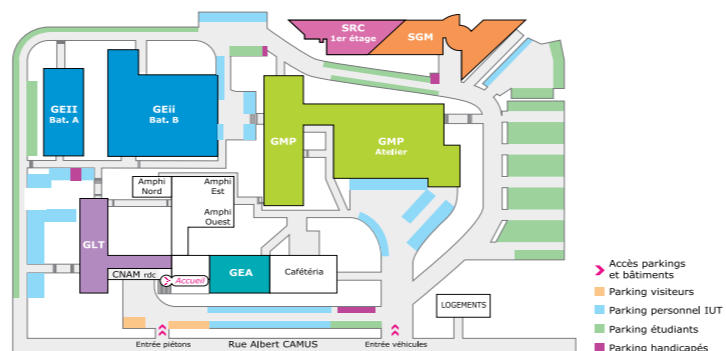 SRC
1er étage
SGM
GEII
Bat. A
GEii
Bat. B
GMP
GMP
Atelier
Amphi
Nord
Amphi
Est
Amphi
Ouest
GLT
CNAM rdc
Accueil
GEA
Cafétéria
LOGEMENTS
Entrée piétons
Rue Albert CAMUS
Entrée véhicules
Accès parkings
et bâtiments
Parking visiteurs
Parking personnel IUT
Parking étudiants
Parking handicapés